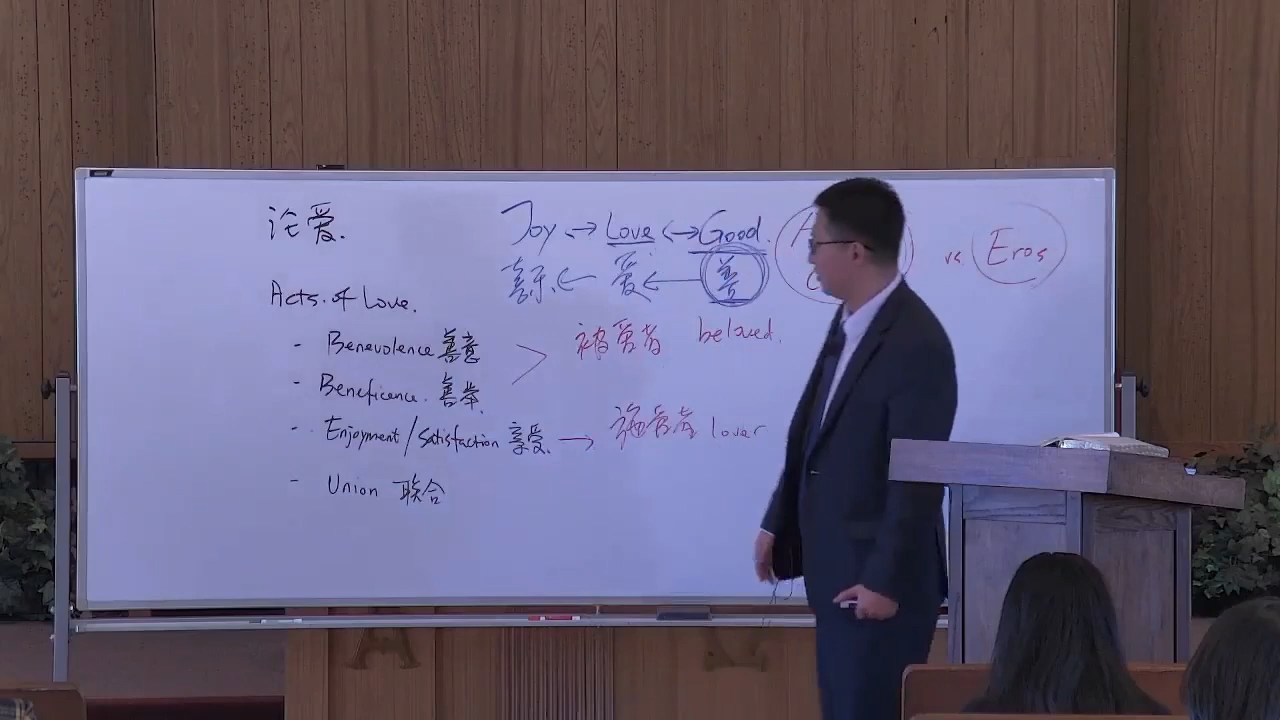 论爱.
Joy ↔ Love ↔ Good. vs. Eros
喜乐 ← 爱 ← 善
Acts of Love.
- Benevolence 善意 > 被爱者 beloved.
- Beneficence. 善举
- Enjoyment/Satisfaction 享受 → 施爱者 lover
- Union 联合